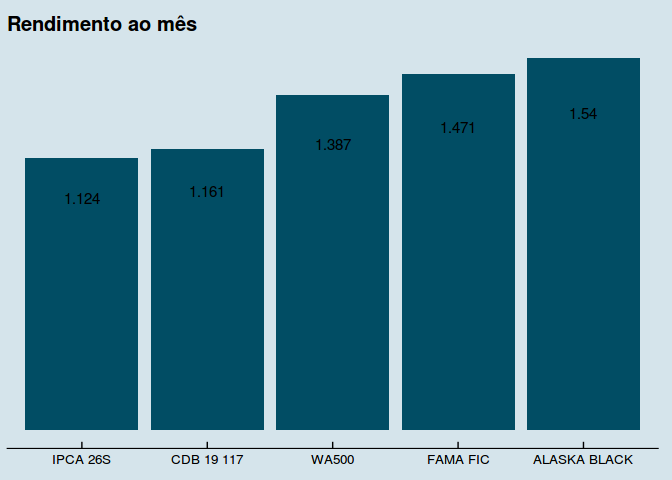 Rendimento ao mês
1.124
1.161
1.387
1.471
1.54
IPCA 26S
CDB 19 117
WA500
FAMA FIC
ALASKA BLACK